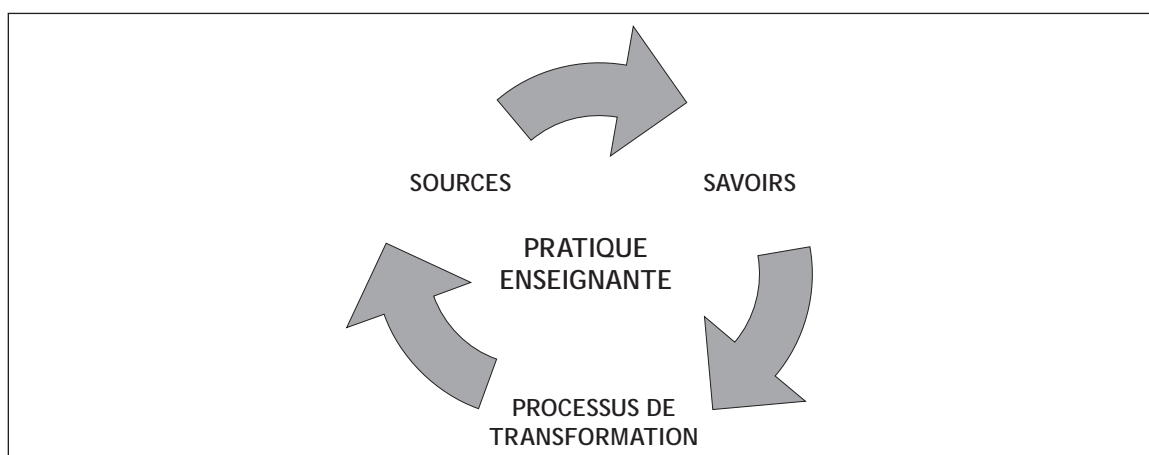 SOURCES
SAVOIRS
PRATIQUE
ENSEIGNANTE
PROCESSUS DE
TRANSFORMATION